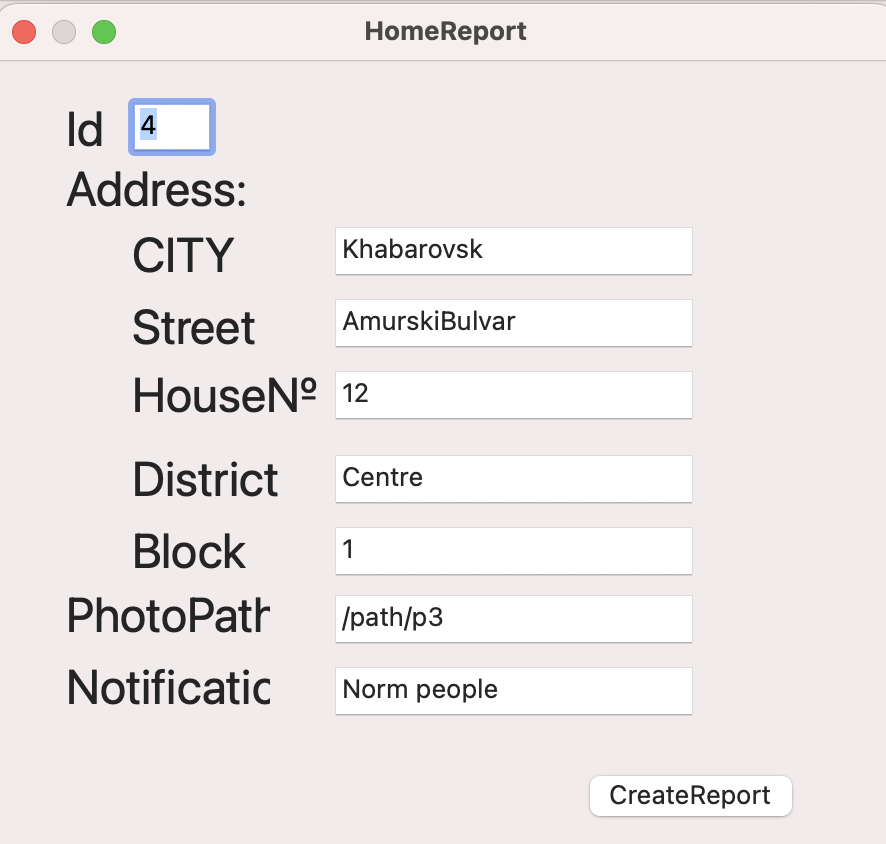 HomeReport
Id 4
Address:
CITY Khabarovsk
Street AmurskiBulvar
HouseNº 12
District Centre
Block 1
PhotoPath /path/p3
Notificatic Norm people
CreateReport